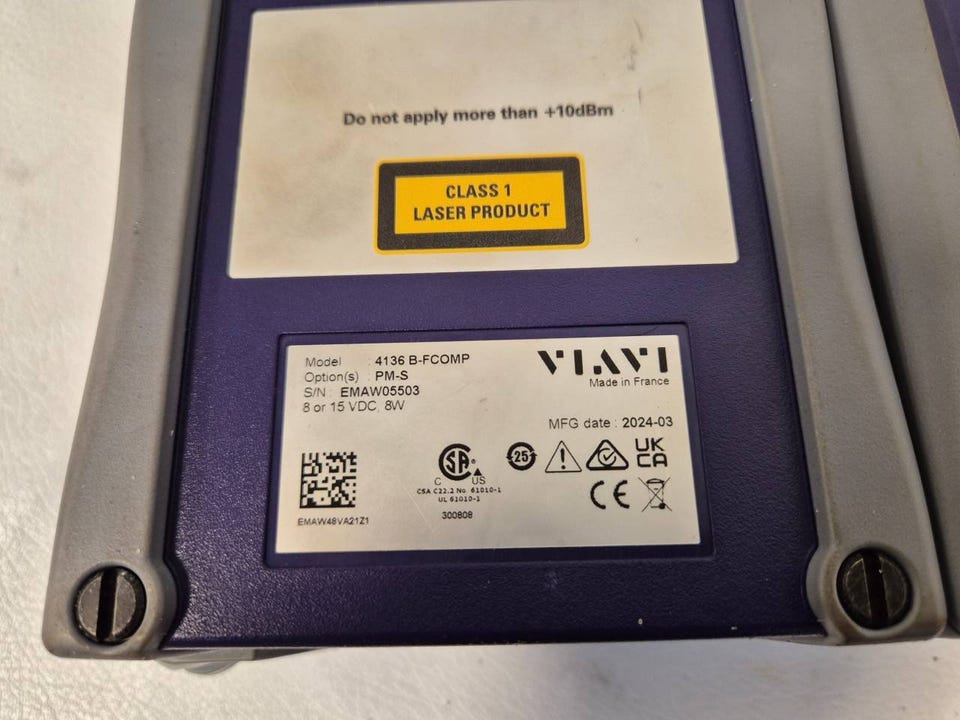 Do not apply more than +10dBm
CLASS 1
LASER PRODUCT
Model : 4136 B-FCOMP
Option(s) : PM-S
S/N : EMAW05503
8 or 15 VDC, 8W
VIAVI
Made in France
MFG date : 2024-03
EMAW48VA21Z1
SA
C US
CSA C22.2 No 61010-1
UL 61010-1
300808
25
UK
CA
CE